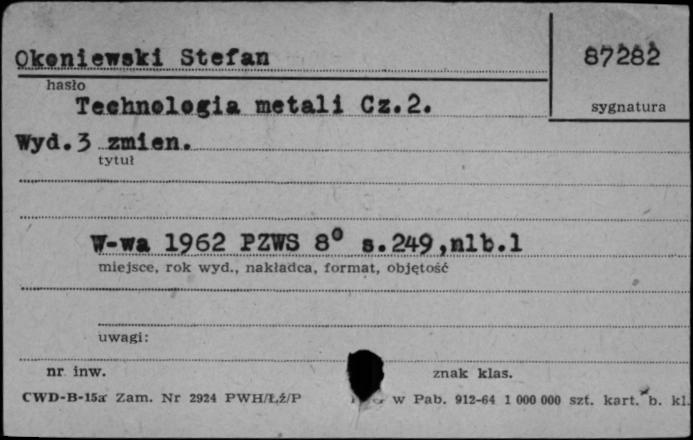 Okoniewski Stefan
87282
hasło
sygnatura
Technologia metali Cz.2.
Wyd.3 zmien.
tytuł
W-wa 1962 PZWS 8° s.249,nlb.1
miejsce, rok wyd., nakładca, format, objętość
uwagi:
nr inw.
znak klas.
CWD-B-15a Zam. Nr 2924 PWH/Łź/P
w Pab. 912-64 1 000 000 szt. kart. b. kl.